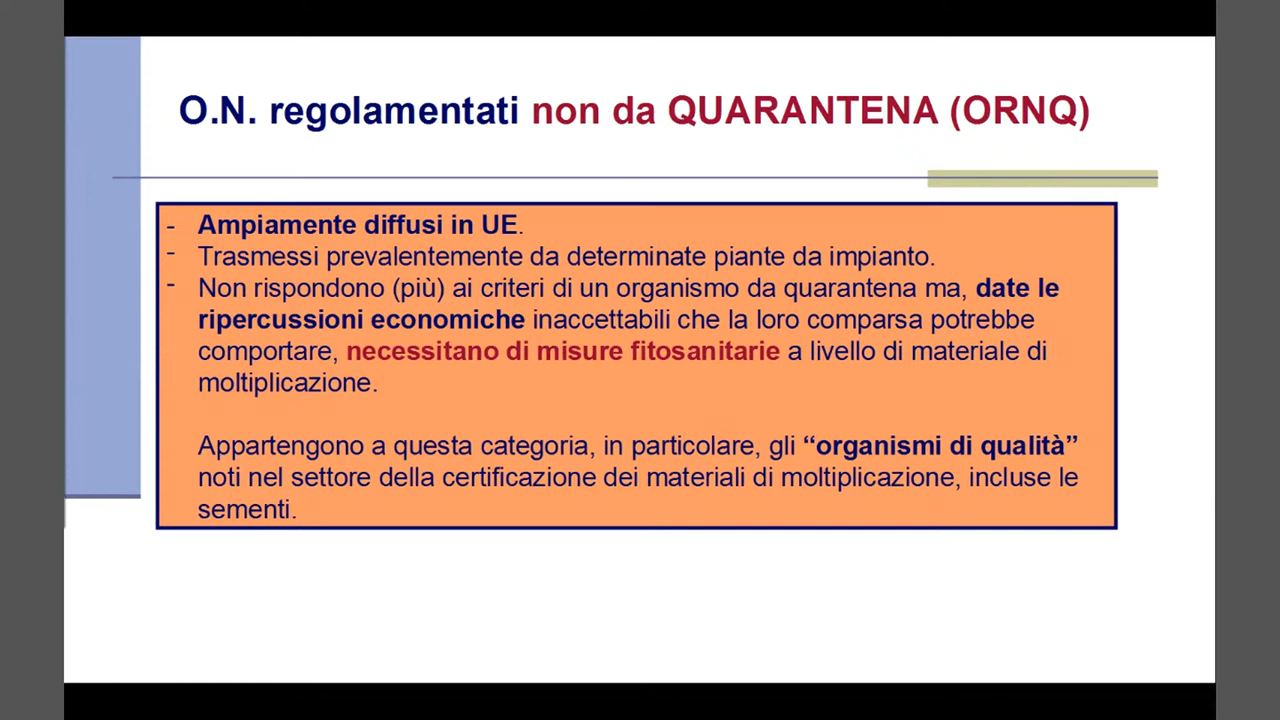 O.N. regolamentati non da QUARANTENA (ORNQ)
- Ampiamente diffusi in UE.
- Trasmessi prevalentemente da determinate piante da impianto.
- Non rispondono (più) ai criteri di un organismo da quarantena ma, date le
ripercussioni economiche inaccettabili che la loro comparsa potrebbe
comportare, necessitano di misure fitosanitarie a livello di materiale di
moltiplicazione.
Appartengono a questa categoria, in particolare, gli “organismi di qualità”
noti nel settore della certificazione dei materiali di moltiplicazione, incluse le
sementi.